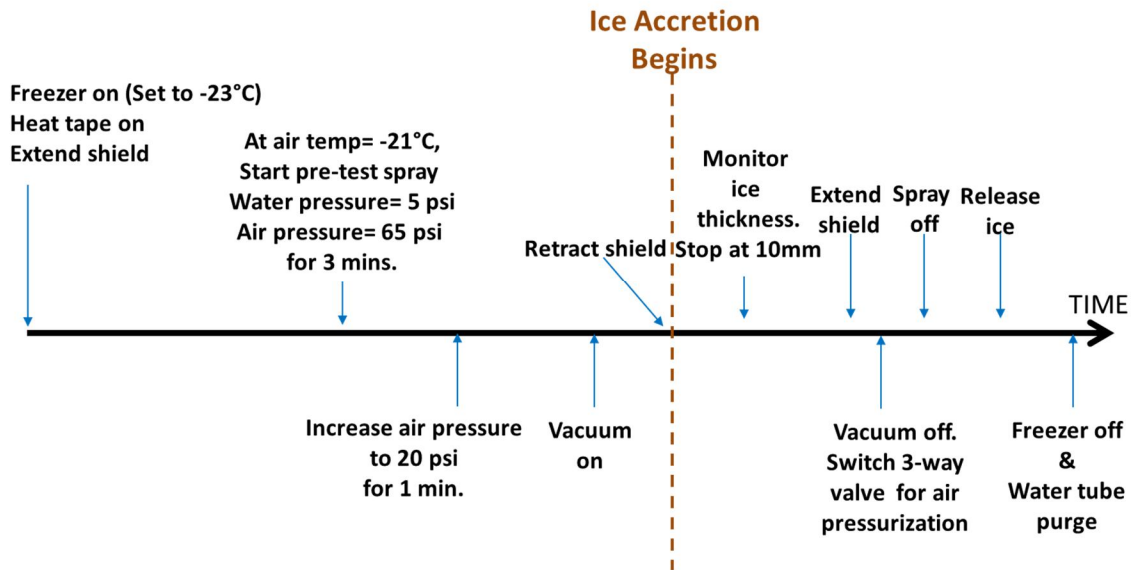 Ice Accretion
Begins
Freezer on (Set to -23°C)
Heat tape on
Extend shield
At air temp= -21°C,
Start pre-test spray
Water pressure= 5 psi
Air pressure= 65 psi
for 3 mins.
Retract shield
Monitor
ice
thickness.
Stop at 10mm
Extend
shield
Spray
off
Release
ice
TIME
Increase air pressure
to 20 psi
for 1 min.
Vacuum
on
Vacuum off.
Switch 3-way
valve for air
pressurization
Freezer off
&
Water tube
purge